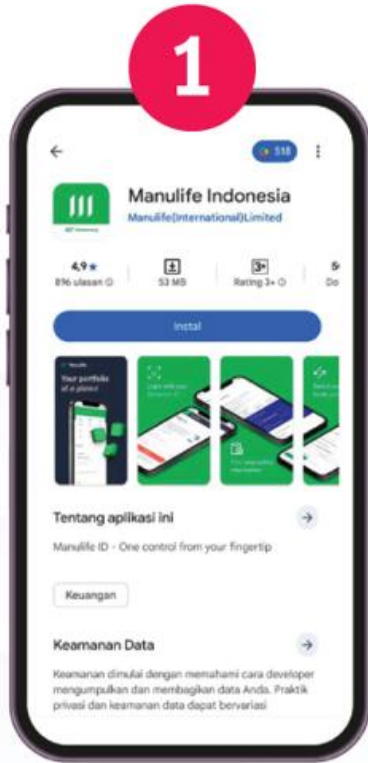 1
518
Manulife Indonesia
Manulife(International)Limited
4,9★
896 ulasan
53 MB
3+
Rating 3+
Do
Instal
Your portfolio
at a glance
Tentang aplikasi ini
Manulife ID - One control from your fingertip
Keuangan
Keamanan Data
Keamanan dimulai dengan memahami cara developer
mengumpulkan dan membagikan data Anda. Praktik
privasi dan keamanan data dapat bervariasi